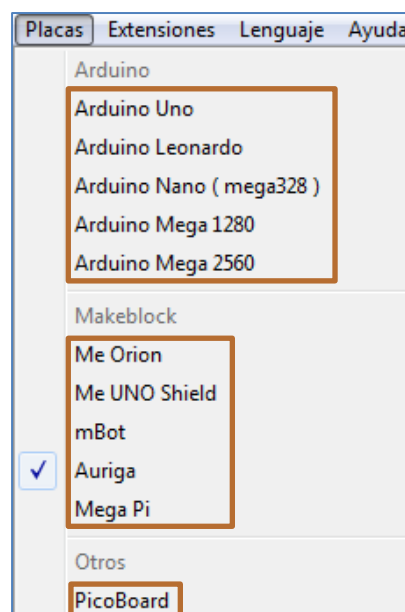 Placas Extensiones Lenguaje Ayuda
Arduino
Arduino Uno
Arduino Leonardo
Arduino Nano ( mega328 )
Arduino Mega 1280
Arduino Mega 2560
Makeblock
Me Orion
Me UNO Shield
mBot
Auriga
Mega Pi
Otros
PicoBoard